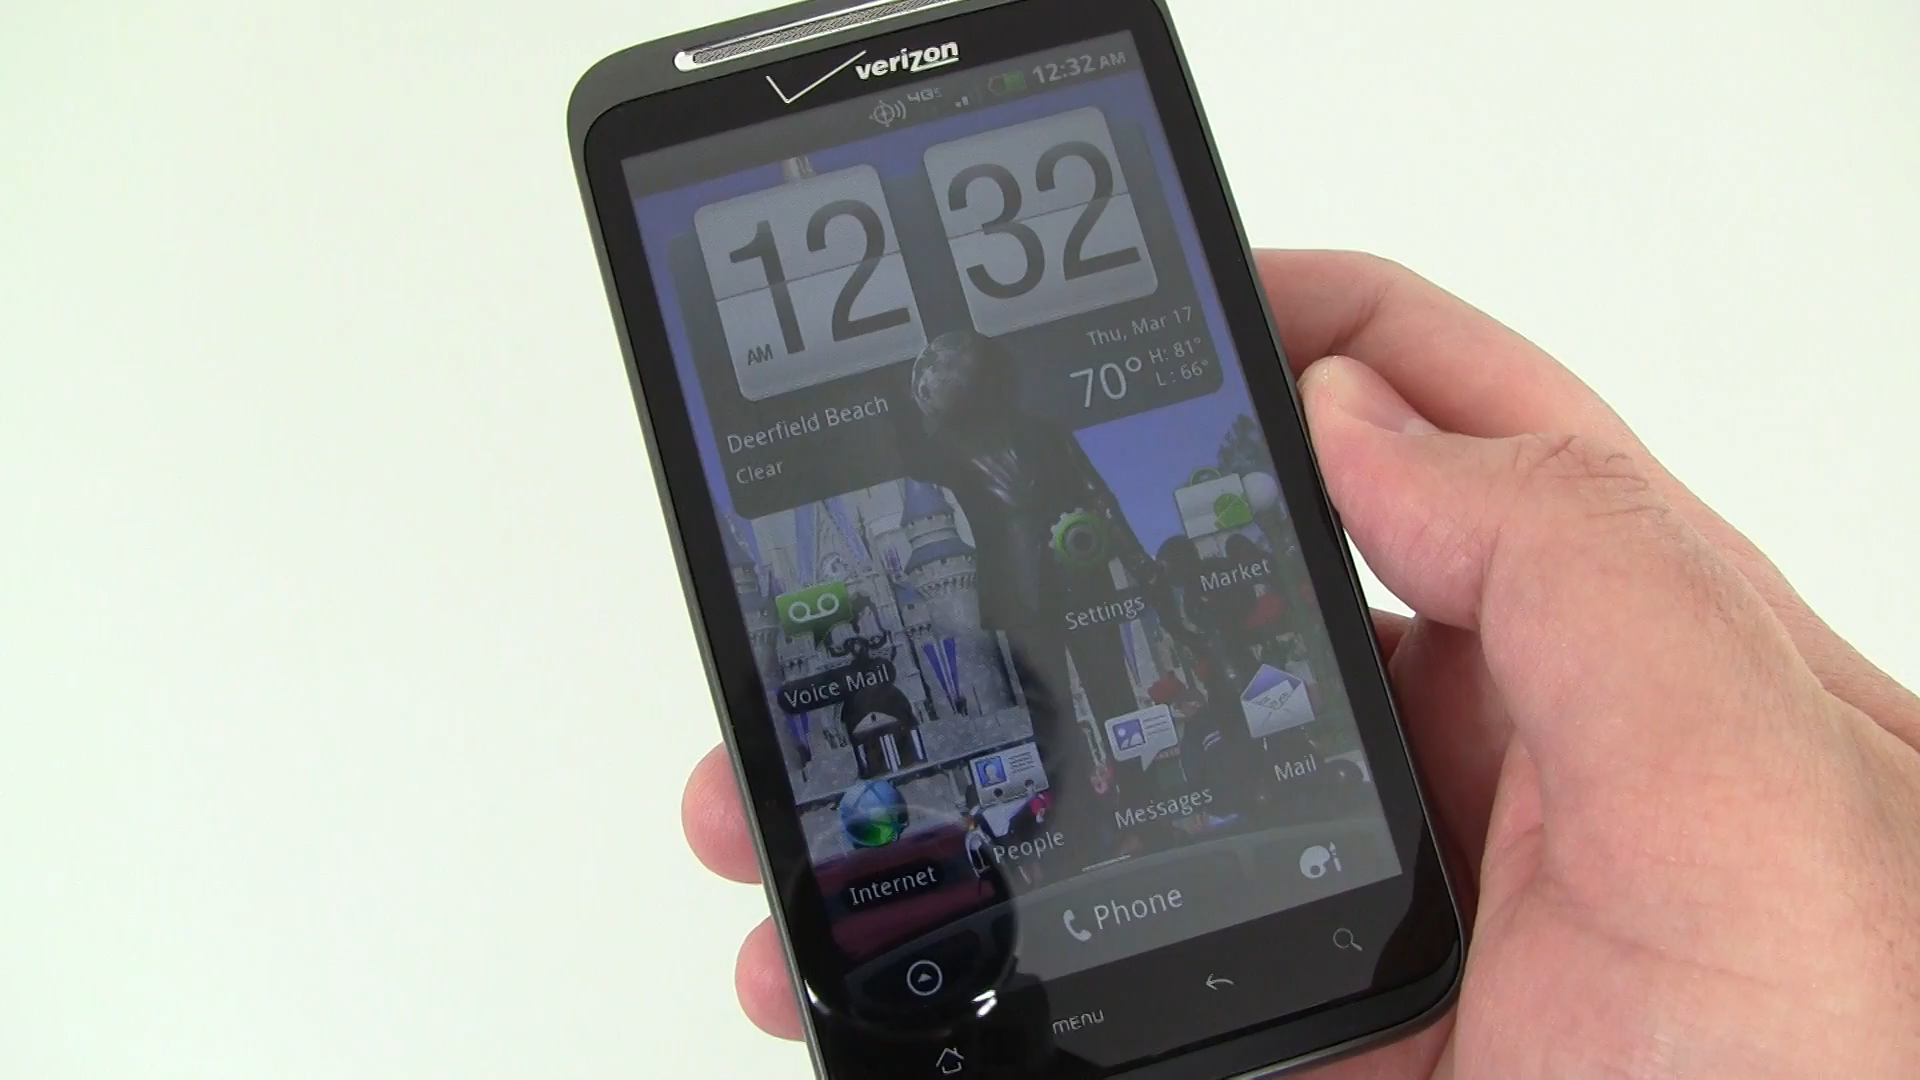 verizon
4G
12:32 AM
12 32
AM
Thu, Mar 17
70° H: 81°
L: 66°
Deerfield Beach
Clear
Market
Settings
Voice Mail
Mail
Messages
People
Internet
Phone
MENU